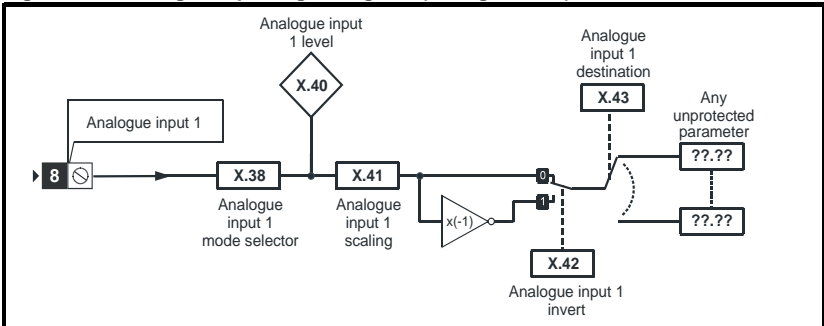 Analogue input
1 level
X.40
Analogue
input 1
destination
X.43
Any
unprotected
parameter
??.??
??.??
Analogue input 1
8
X.38
Analogue
input 1
mode selector
X.41
Analogue
input 1
scaling
x(-1)
0
1
X.42
Analogue input 1
invert